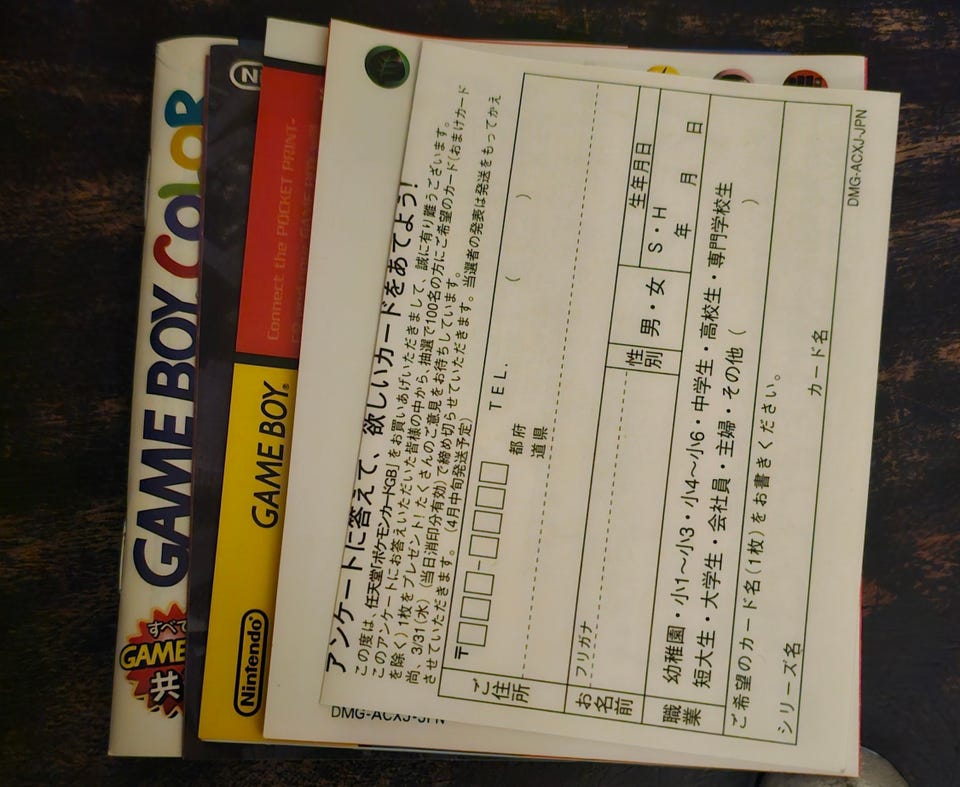 GAME BOY COLOR
すべて
GAME
洪
N
Connect the POCKET PRINT-
GAME BOY®
Nintendo®
DMG-ACXJ-JPN
アンケートに答えて、欲しいカードをあてよう!
この度は、任天堂「ポケモンカードGB」をお買いあげいただきまして、誠に有り難うございます。
このアンケートにお答えいただいた皆様の中から、抽選で100名の方にご希望のカード(おまけカード
を除く)1枚をプレゼント!たくさんのご意見をお待ちしています。
尚、3/31(水)(当日消印分有効)で締め切らせていただきます。当選者の発表は発送をもってかえ
させていただきます。(4月中旬発送予定)
ご住所
〒
-
TEL. ( )
都府
道県
お名前
フリガナ
性別
男・女
生年月日
S・H 年 月 日
職業
幼稚園・小1〜小3・小4〜小6・中学生・高校生・専門学校生
短大生・大学生・会社員・主婦・その他( )
ご希望のカード名(1枚)をお書きください。
シリーズ名
カード名
DMG-ACXJ-JPN